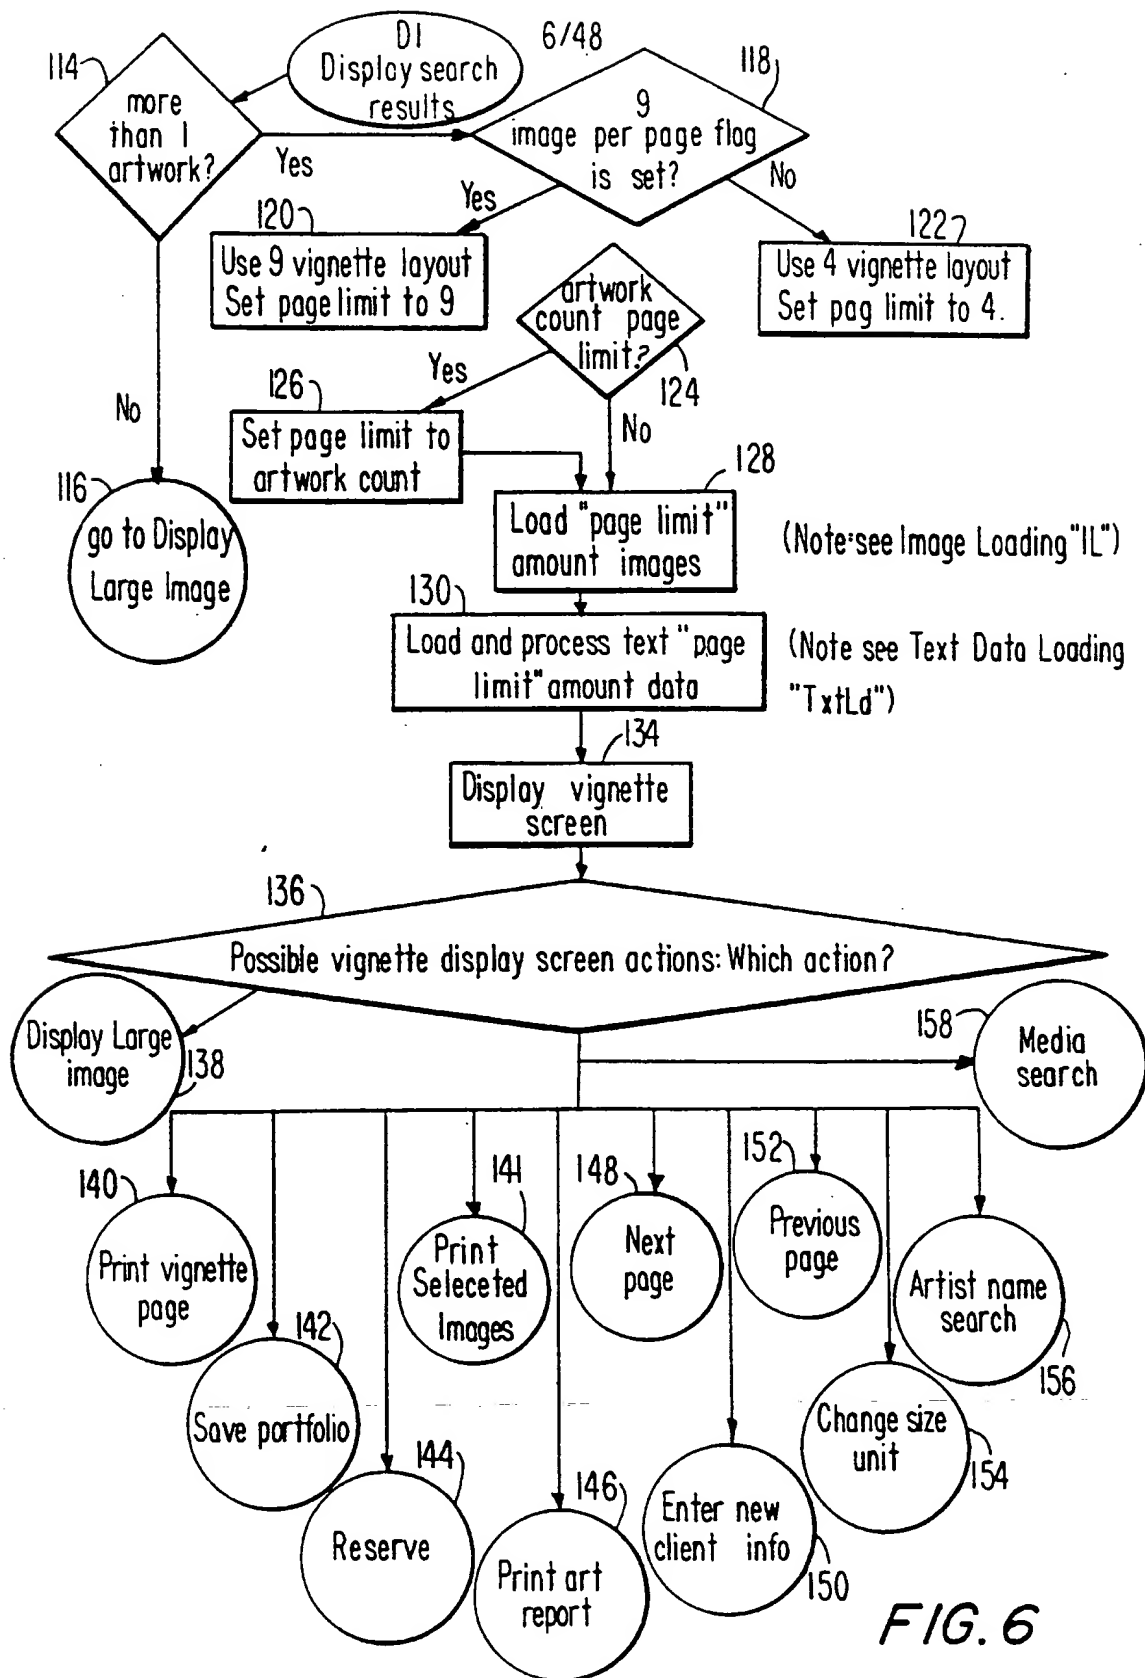 6/48
D1
Display search
results
114
more
than 1
artwork?
Yes
No
118
9
image per page flag
is set?
Yes
No
120
Use 9 vignette layout
Set page limit to 9
122
Use 4 vignette layout
Set pag limit to 4.
artwork
count page
limit?
124
Yes
No
126
Set page limit to
artwork count
116
go to Display
Large Image
128
Load "page limit"
amount images
(Note: see Image Loading "IL")
130
Load and process text "page
limit" amount data
(Note see Text Data Loading
"TxtLd")
134
Display vignette
screen
136
Possible vignette display screen actions: Which action?
Display Large
image
138
158
Media
search
140
Print vignette
page
142
Save portfolio
144
Reserve
141
Print
Seleceted
Images
146
Print art
report
148
Next
page
150
Enter new
client info
152
Previous
page
154
Change size
unit
Artist name
search
156
FIG. 6